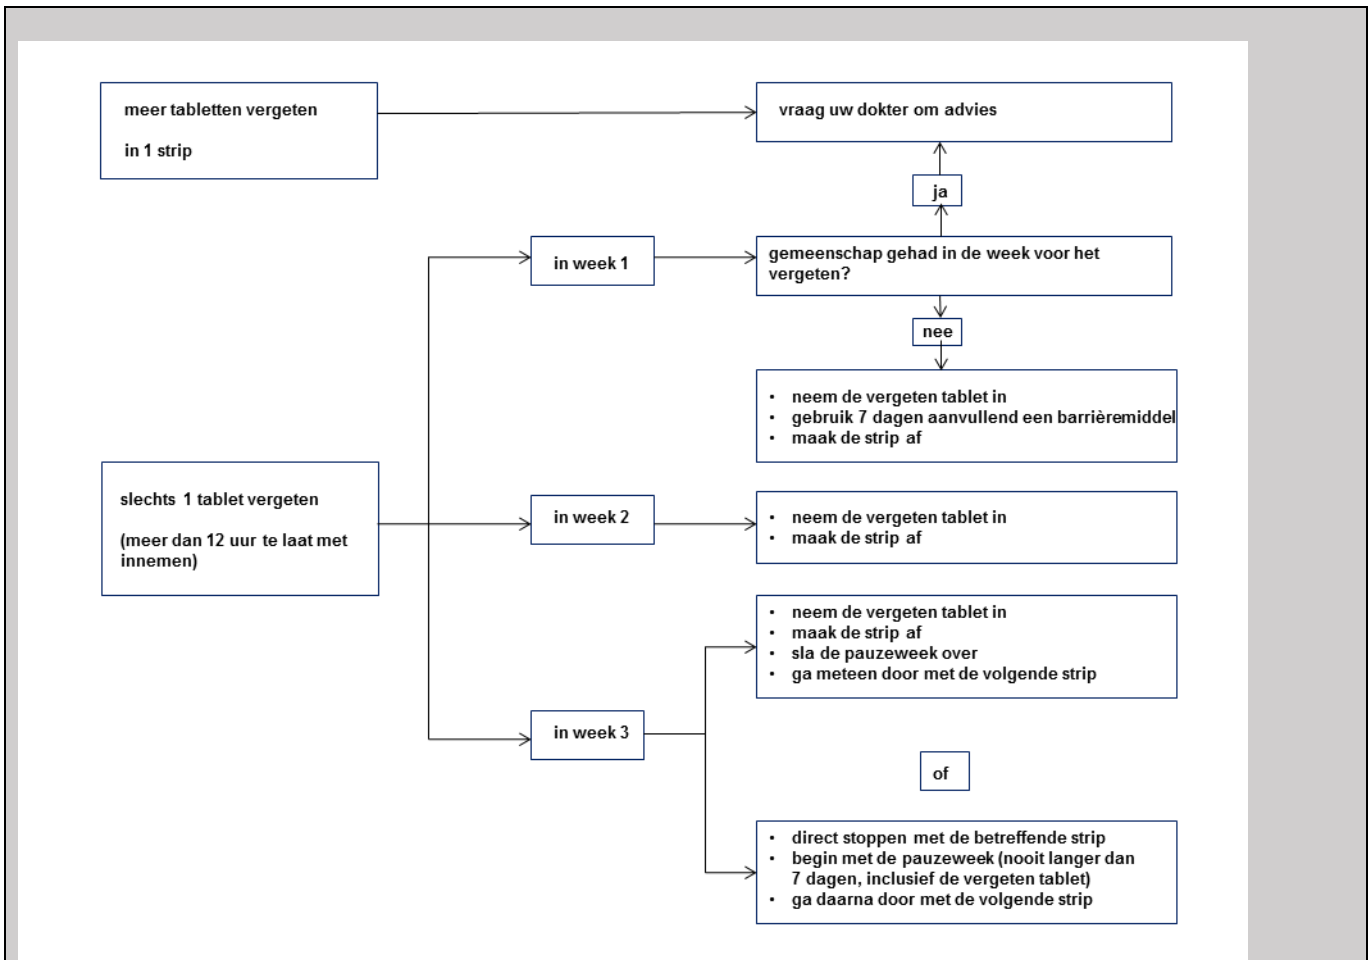 meer tabletten vergeten
in 1 strip
vraag uw dokter om advies
ja
in week 1
gemeenschap gehad in de week voor het
vergeten?
nee
• neem de vergeten tablet in
• gebruik 7 dagen aanvullend een barrièremiddel
• maak de strip af
slechts 1 tablet vergeten
(meer dan 12 uur te laat met
innemen)
in week 2
• neem de vergeten tablet in
• maak de strip af
• neem de vergeten tablet in
• maak de strip af
• sla de pauzeweek over
• ga meteen door met de volgende strip
in week 3
of
• direct stoppen met de betreffende strip
• begin met de pauzeweek (nooit langer dan
7 dagen, inclusief de vergeten tablet)
• ga daarna door met de volgende strip